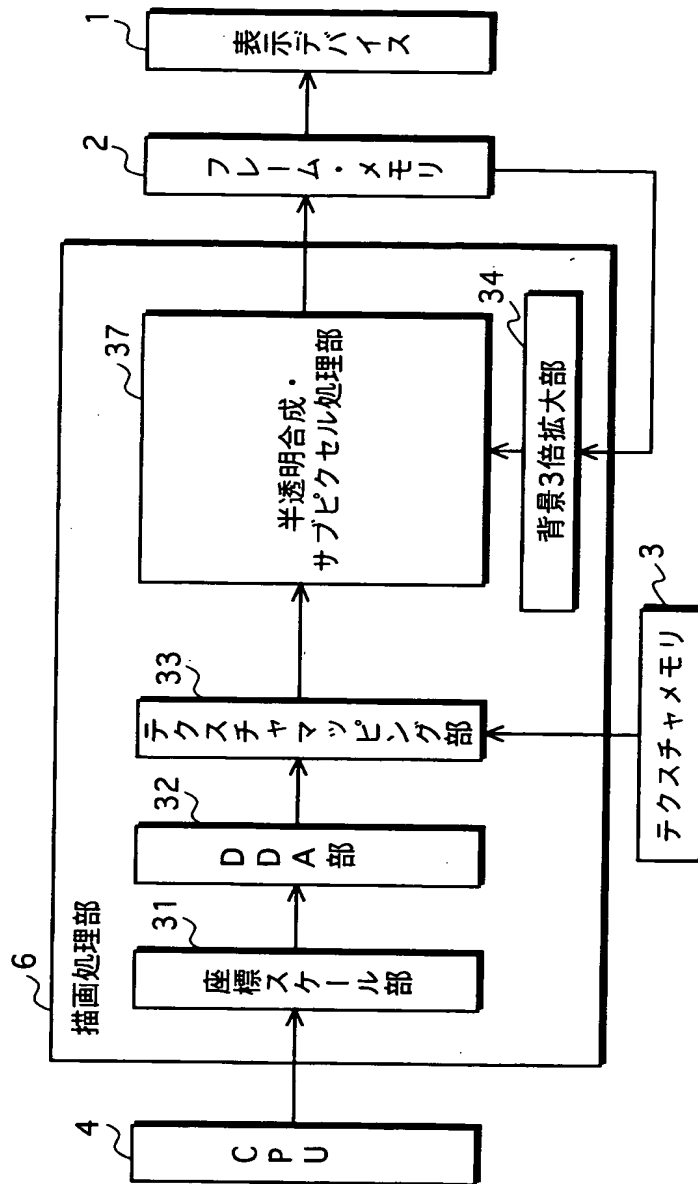 6
描画処理部
4
CPU
31
座標スケール部
32
DDA部
33
テクスチャマッピング部
37
半透明合成・
サブピクセル処理部
34
背景3倍拡大部
3
テクスチャメモリ
2
フレーム・メモリ
1
表示デバイス